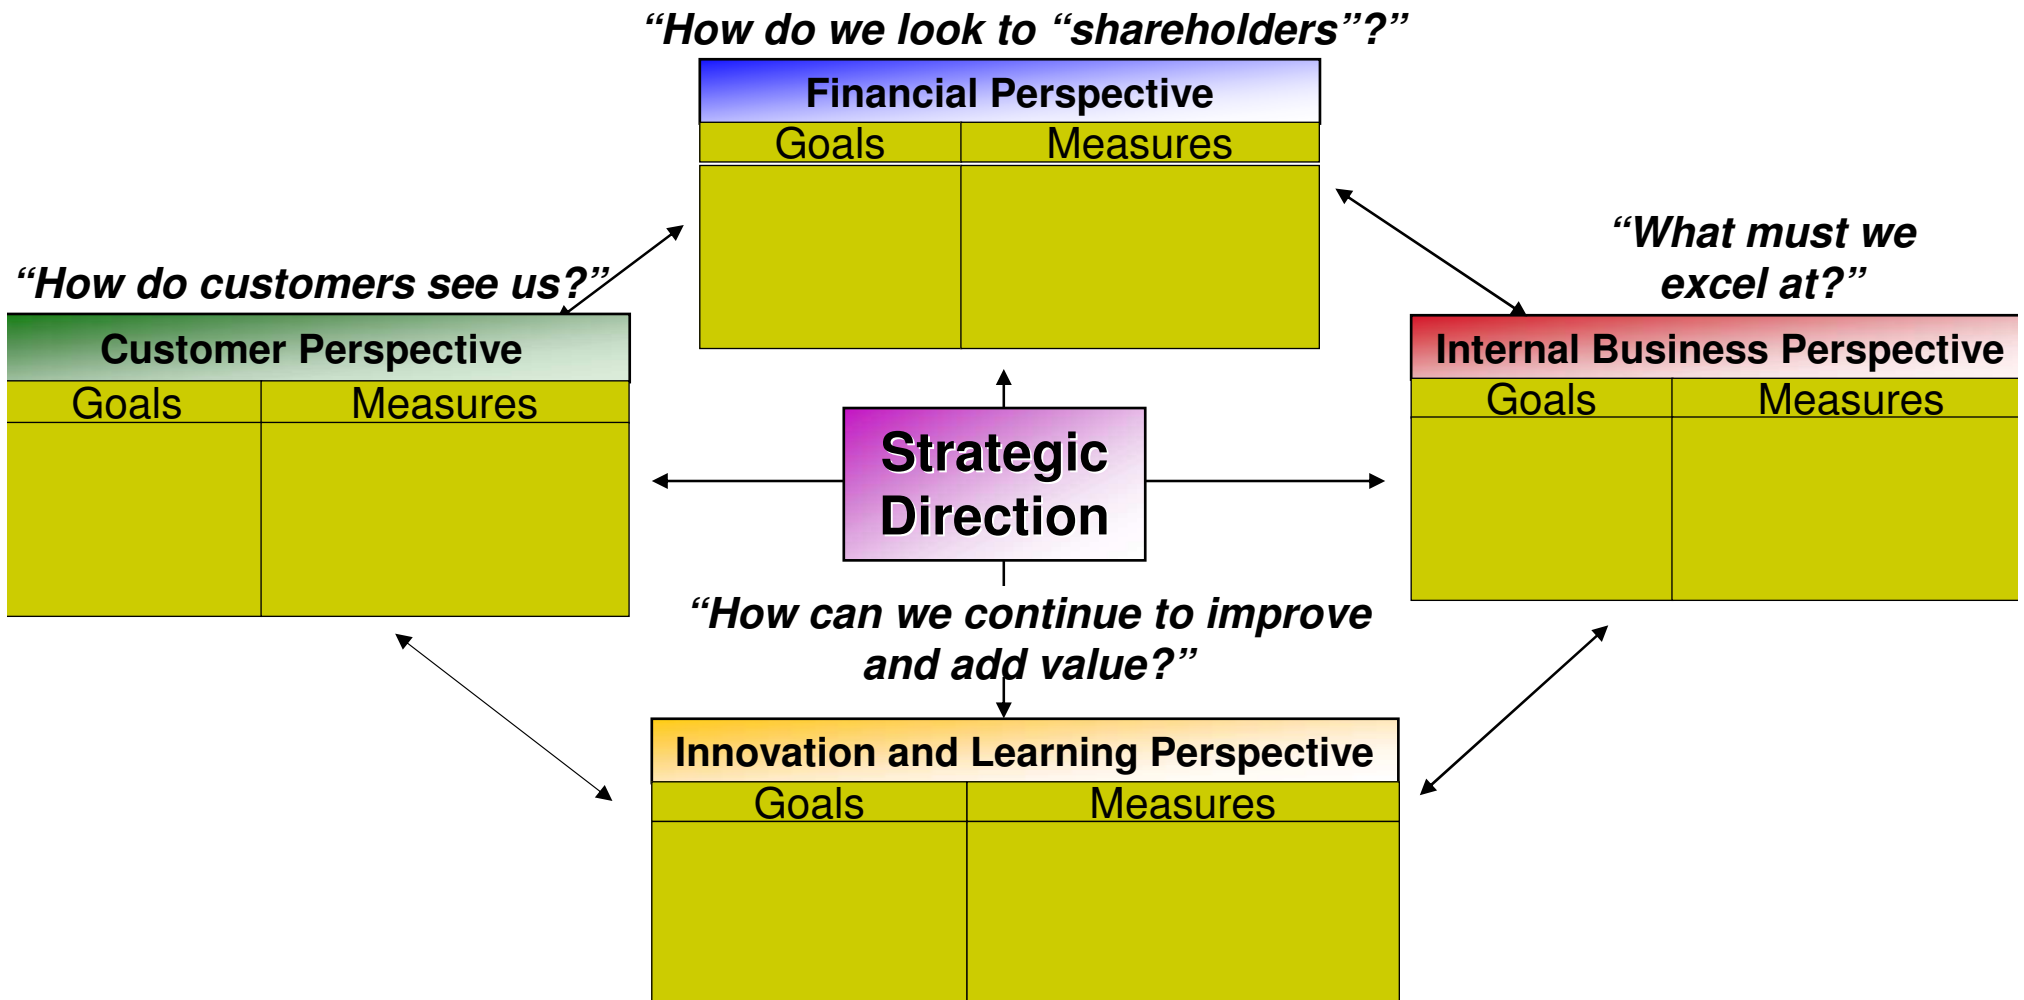 “How do we look to “shareholders”?”
Financial Perspective
Goals Measures
“How do customers see us?”
Customer Perspective
Goals Measures
“What must we
excel at?”
Internal Business Perspective
Goals Measures
Strategic
Direction
“How can we continue to improve
and add value?”
Innovation and Learning Perspective
Goals Measures